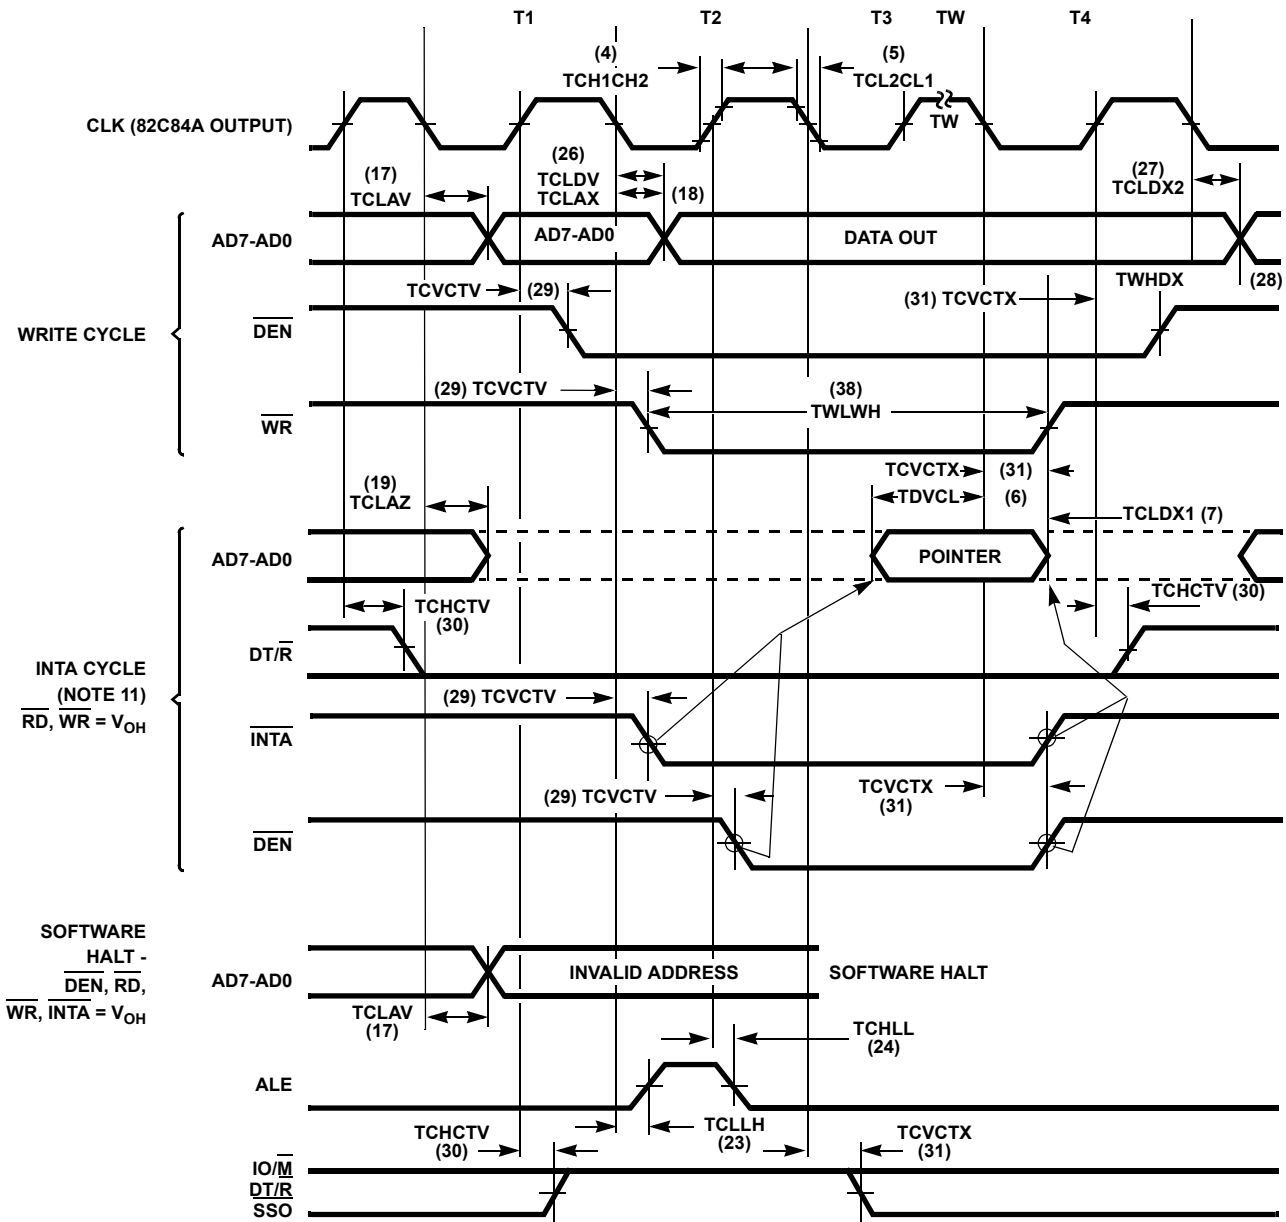 T1 T2 T3 TW T4
(4) (5)
TCH1CH2 TCL2CL1
CLK (82C84A OUTPUT) TW
(17) (26) (27)
TCLAV TCLDV TCLDX2
TCLAX (18)
AD7-AD0 AD7-AD0 DATA OUT
TCVCTV (29) (31) TCVCTX TWHDX (28)
WRITE CYCLE DEN
(29) TCVCTV (38)
TWLWH
WR
TCVCTX (31)
(19) TDVCL (6)
TCLAZ TCLDX1 (7)
AD7-AD0 POINTER
TCHCTV TCHCTV (30)
(30)
DT/R
INTA CYCLE
(NOTE 11)
RD, WR = VOH
(29) TCVCTV
INTA
(29) TCVCTV TCVCTX
(31)
DEN
SOFTWARE
HALT -
DEN, RD,
WR, INTA = VOH
AD7-AD0 INVALID ADDRESS SOFTWARE HALT
TCLAV
(17)
TCHLL
(24)
ALE
TCHCTV TCLLH TCVCTX
(30) (23) (31)
IO/M
DT/R
SSO